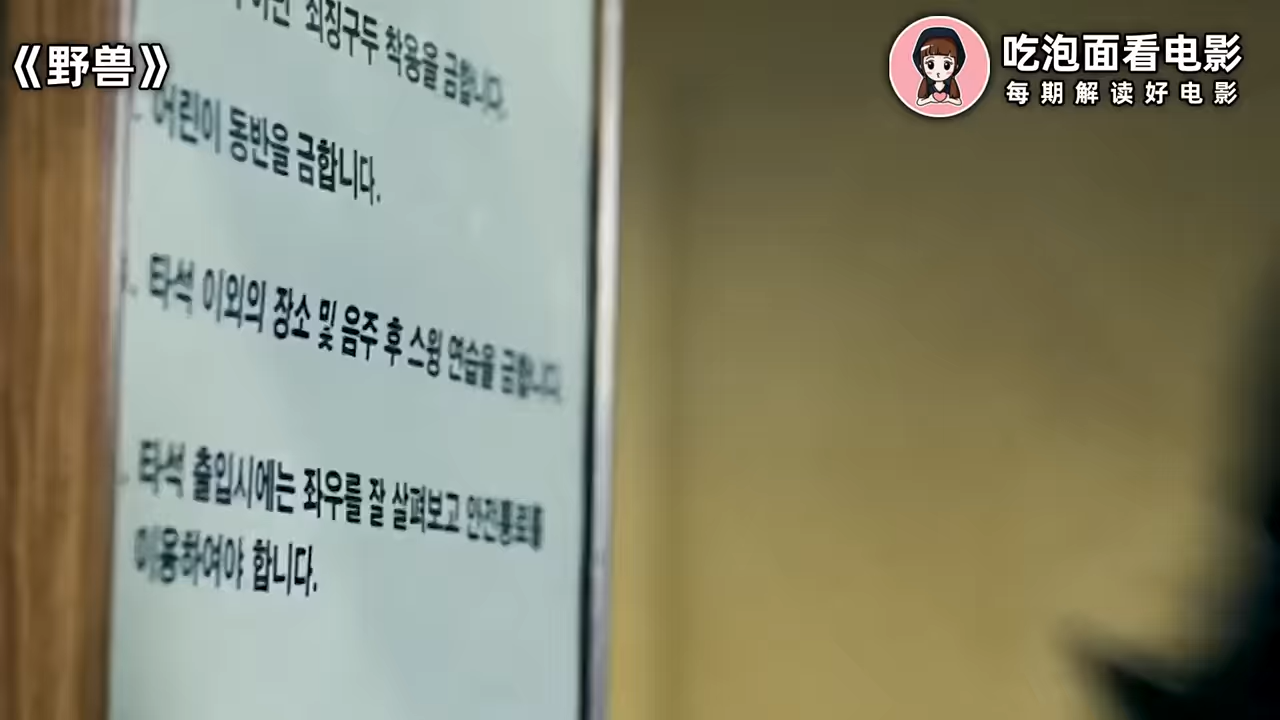 《野兽》
吃泡面看电影
每期解读好电影
쇠징구두 착용을 금합니다.
어린이 동반을 금합니다.
타석 이외의 장소 및 음주 후 스윙 연습을 금합니다.
타석 출입시에는 좌우를 잘 살펴보고 안전통로를
이용하여야 합니다.